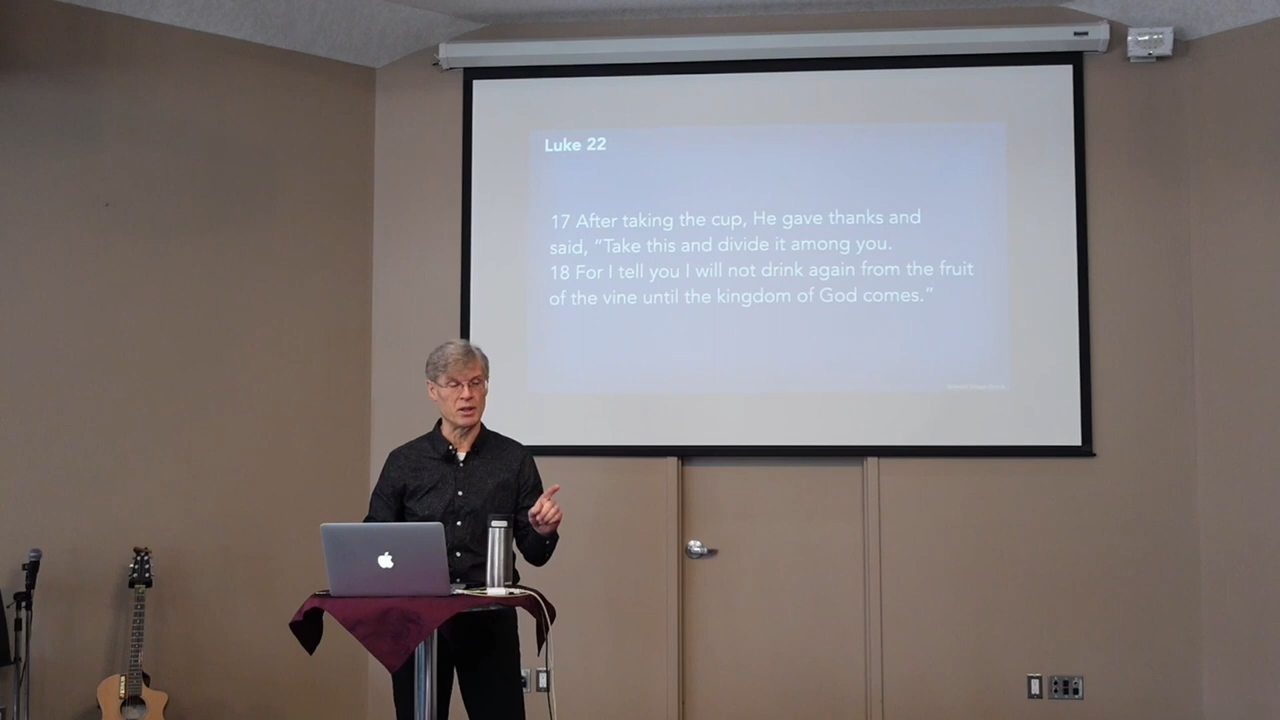 Luke 22
17 After taking the cup, He gave thanks and
said, “Take this and divide it among you.
18 For I tell you I will not drink again from the fruit
of the vine until the kingdom of God comes.”